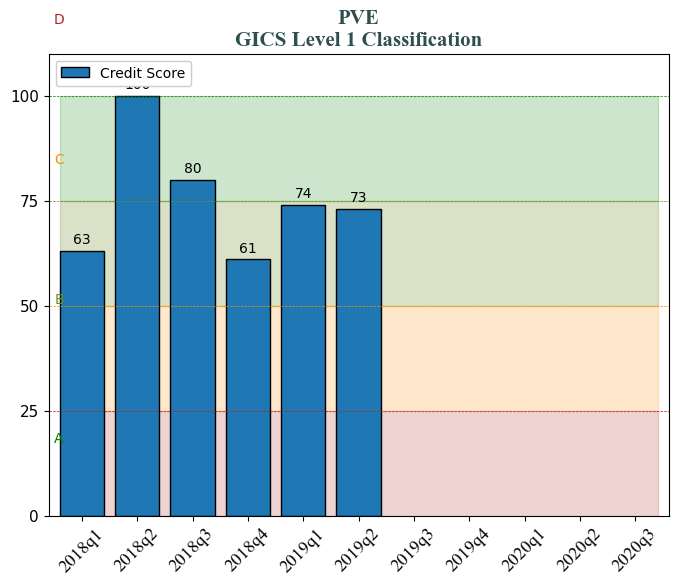 D
PVE
GICS Level 1 Classification
Credit Score
100
80
74
73
63
61
C
B
A
100
75
50
25
0
2018q1
2018q2
2018q3
2018q4
2019q1
2019q2
2019q3
2019q4
2020q1
2020q2
2020q3